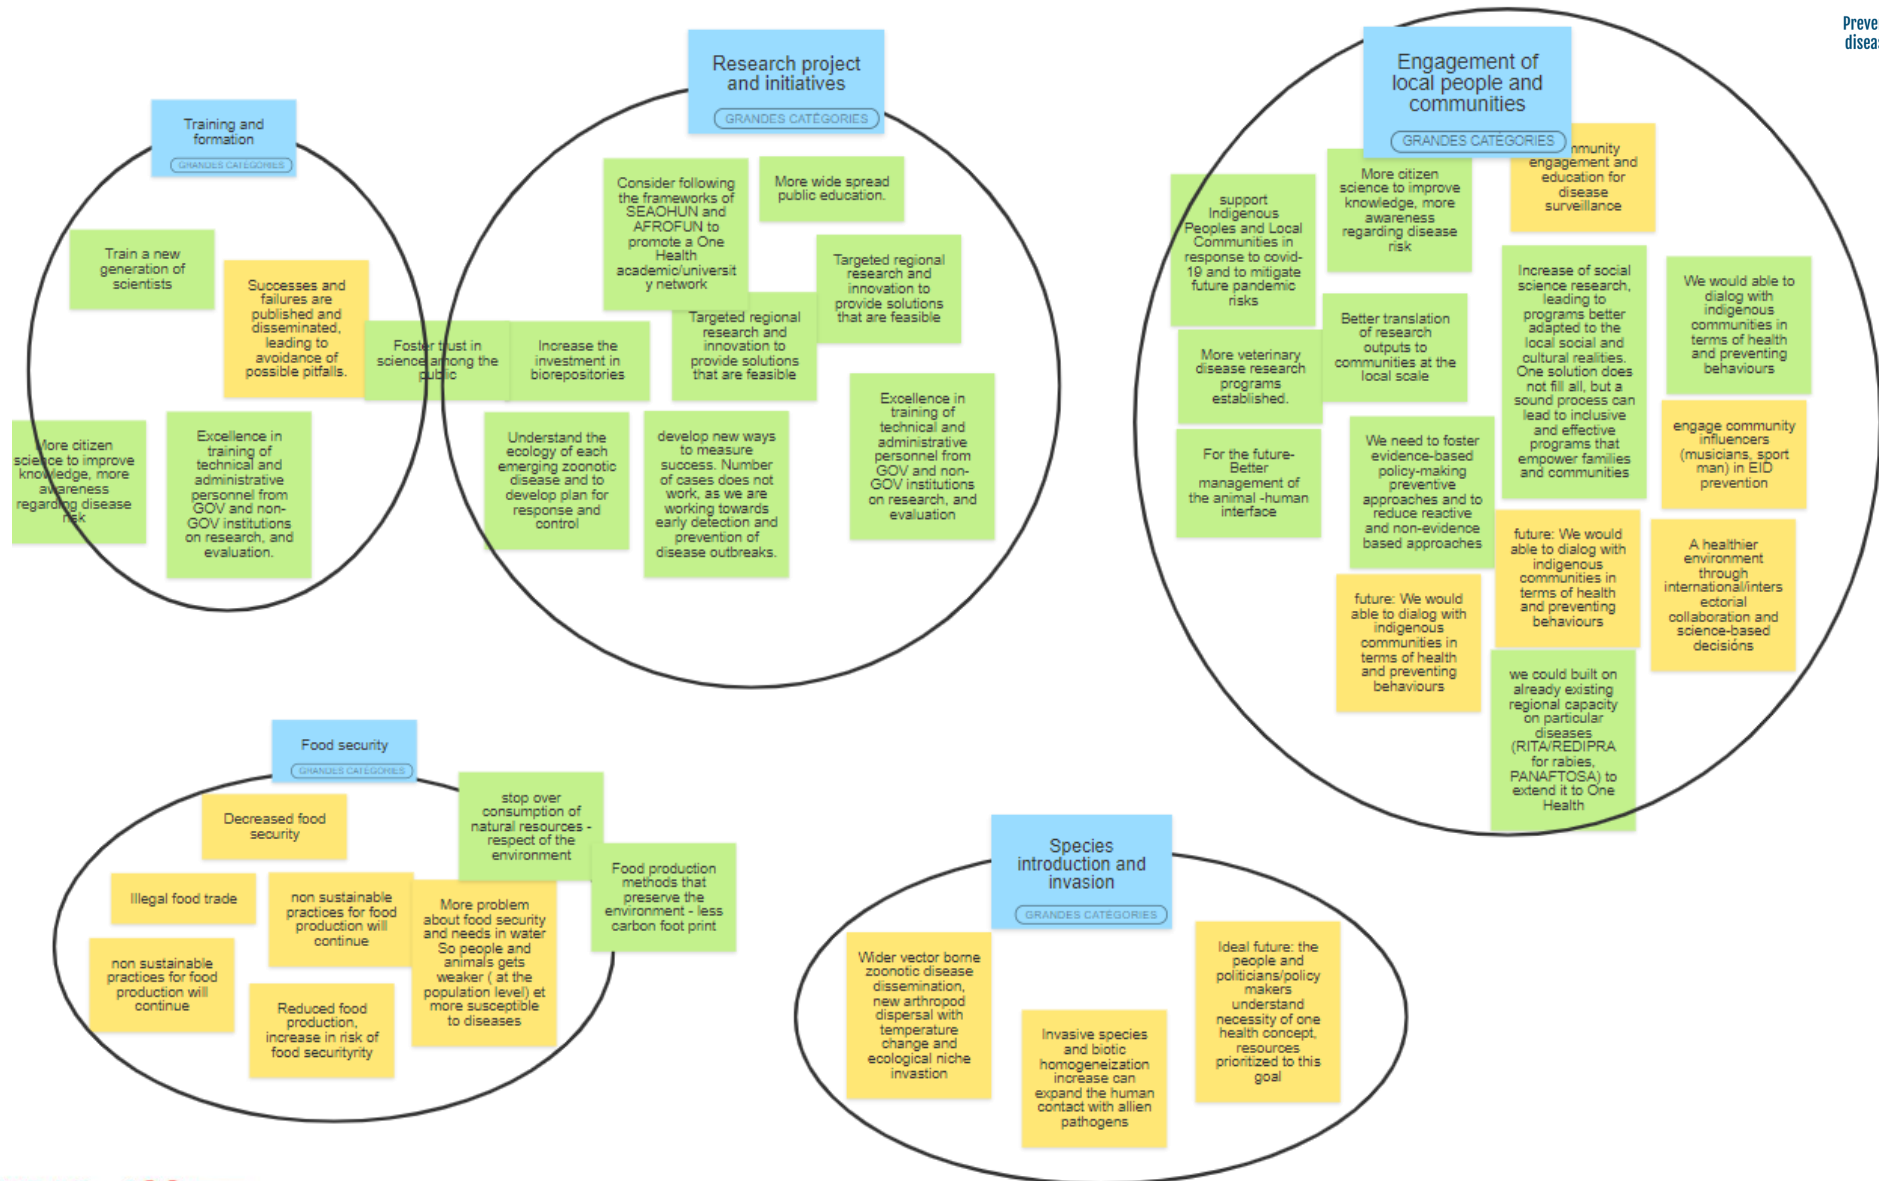 Preve
diseas
Training and
formation
GRANDES CATÉGORIES
Train a new
generation of
scientists
Successes and
failures are
published and
disseminated,
leading to
avoidance of
possible pitfalls.
More citizen
science to improve
knowledge, more
awareness
regarding disease
risk
Excellence in
training of
technical and
administrative
personnel from
GOV and non-
GOV institutions
on research, and
evaluation.
Foster trust in
science among the
public
Research project
and initiatives
GRANDES CATÉGORIES
Consider following
the frameworks of
SEAOHUN and
AFROFUN to
promote a One
Health
academic/universit
y network
More wide spread
public education.
Targeted regional
research and
innovation to
provide solutions
that are feasible
Increase the
investment in
biorepositories
Targeted regional
research and
innovation to
provide solutions
that are feasible
Understand the
ecology of each
emerging zoonotic
disease and to
develop plan for
response and
control
develop new ways
to measure
success. Number
of cases does not
work, as we are
working towards
early detection and
prevention of
disease outbreaks.
Excellence in
training of
technical and
administrative
personnel from
GOV and non-
GOV institutions
on research, and
evaluation
Engagement of
local people and
communities
GRANDES CATÉGORIES
mmunity
engagement and
education for
disease
surveillance
support
Indigenous
Peoples and Local
Communities in
response to covid-
19 and to mitigate
future pandemic
risks
More citizen
science to improve
knowledge, more
awareness
regarding disease
risk
Increase of social
science research,
leading to
programs better
adapted to the
local social and
cultural realities.
One solution does
not fill all, but a
sound process can
lead to inclusive
and effective
programs that
empower families
and communities
We would able to
dialog with
indigenous
communities in
terms of health
and preventing
behaviours
More veterinary
disease research
programs
established.
Better translation
of research
outputs to
communities at the
local scale
engage community
influencers
(musicians, sport
man) in EID
prevention
For the future-
Better
management of
the animal -human
interface
We need to foster
evidence-based
policy-making
preventive
approaches and to
reduce reactive
and non-evidence
based approaches
future: We would
able to dialog with
indigenous
communities in
terms of health
and preventing
behaviours
A healthier
environment
through
international/inters
ectorial
collaboration and
science-based
decisións
future: We would
able to dialog with
indigenous
communities in
terms of health
and preventing
behaviours
we could built on
already existing
regional capacity
on particular
diseases
(RITA/REDIPRA
for rabies,
PANAFTOSA) to
extend it to One
Health
Food security
GRANDES CATÉGORIES
Decreased food
security
stop over
consumption of
natural resources -
respect of the
environment
Food production
methods that
preserve the
environment - less
carbon foot print
Illegal food trade
non sustainable
practices for food
production will
continue
More problem
about food security
and needs in water
So people and
animals gets
weaker ( at the
population level) et
more susceptible
to diseases
non sustainable
practices for food
production will
continue
Reduced food
production,
increase in risk of
food securityrity
Species
introduction and
invasion
GRANDES CATÉGORIES
Wider vector borne
zoonotic disease
dissemination,
new arthropod
dispersal with
temperature
change and
ecological niche
invastion
Invasive species
and biotic
homogeneization
increase can
expand the human
contact with allien
pathogens
Ideal future: the
people and
politicians/policy
makers
understand
necessity of one
health concept,
resources
prioritized to this
goal